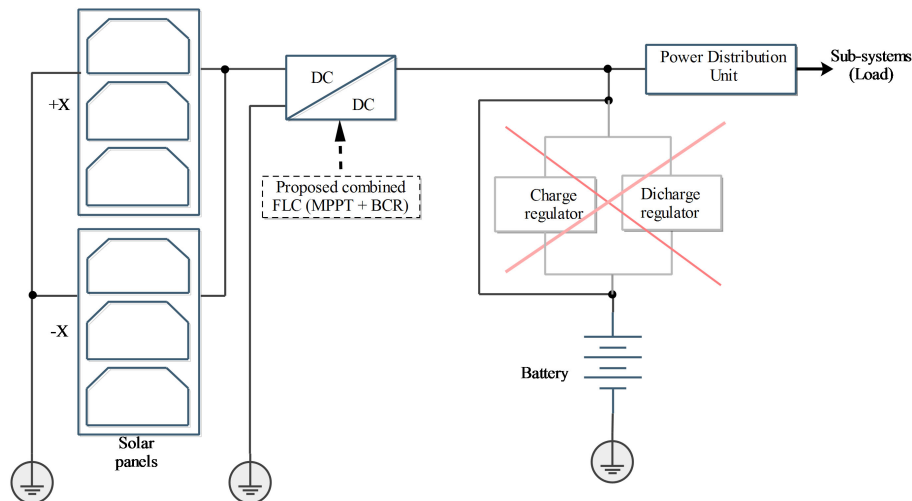 +X
-X
Solar
panels
DC
DC
Proposed combined
FLC (MPPT + BCR)
Charge
regulator
Dicharge
regulator
Battery
Power Distribution
Unit
Sub-systems
(Load)